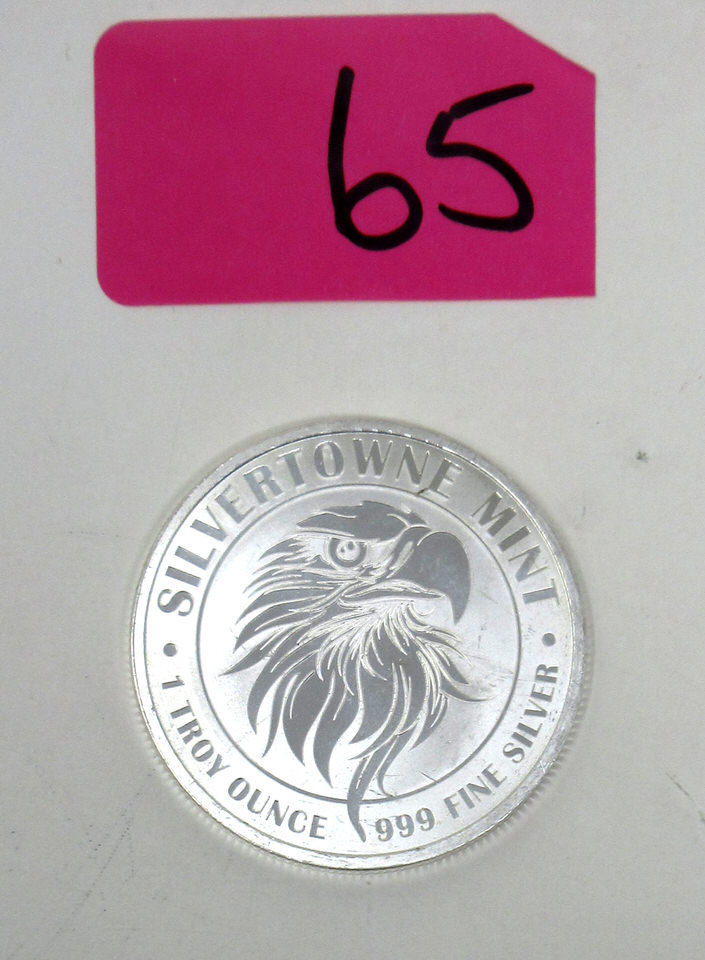 65
SILVERTOWNE MINT
1 TROY OUNCE 999 FINE SILVER